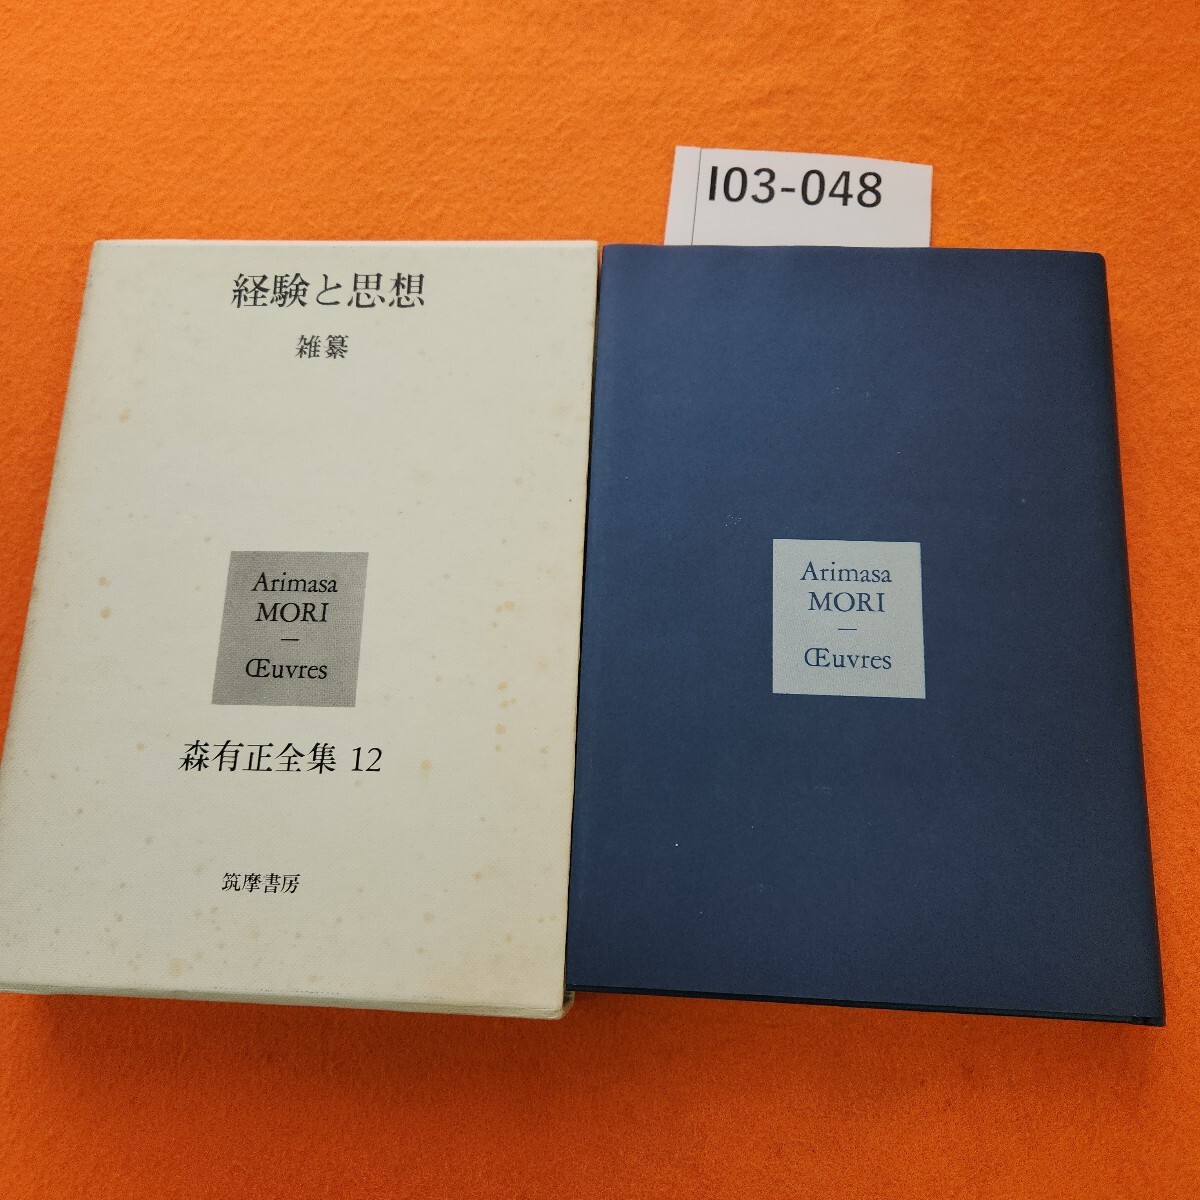 I03-048
経験と思想
雑纂
Arimasa
MORI
—
Œuvres
森有正全集 12
筑摩書房
Arimasa
MORI
—
Œuvres